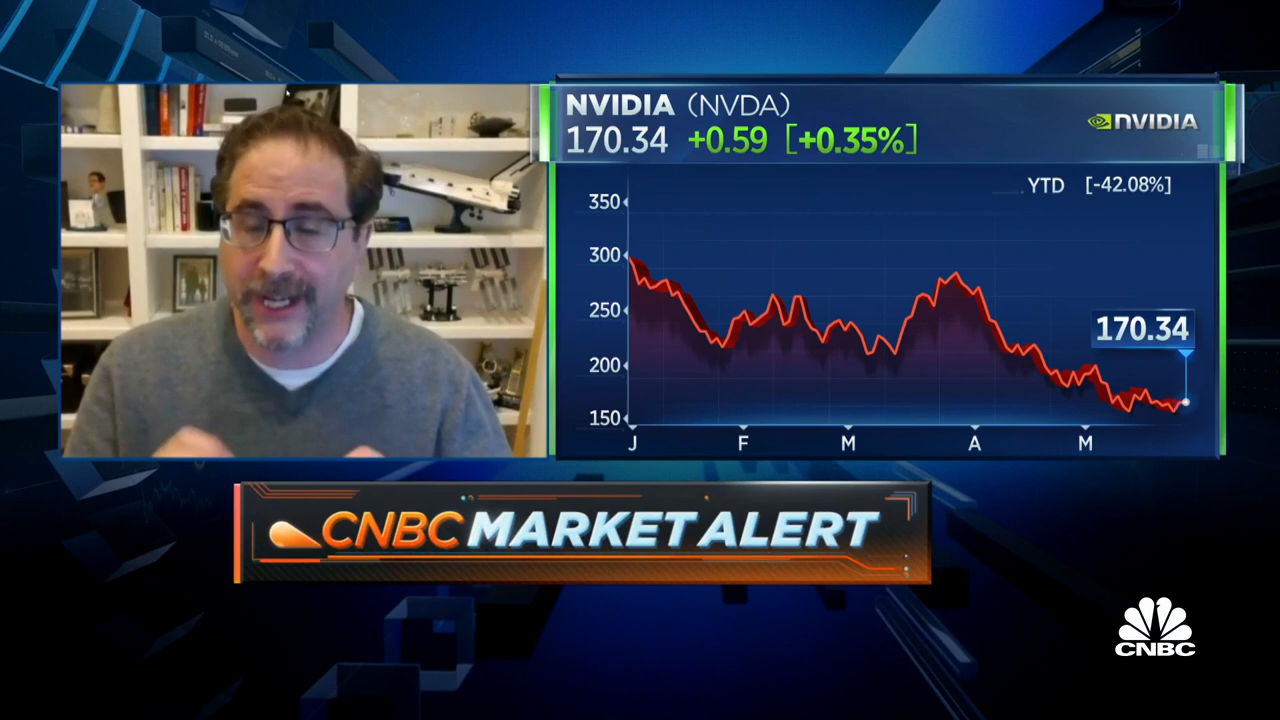 NVIDIA (NVDA)
170.34 +0.59 [+0.35%]
NVIDIA
YTD [-42.08%]
350
300
250
200
150
170.34
J F M A M
CNBC MARKET ALERT
CNBC